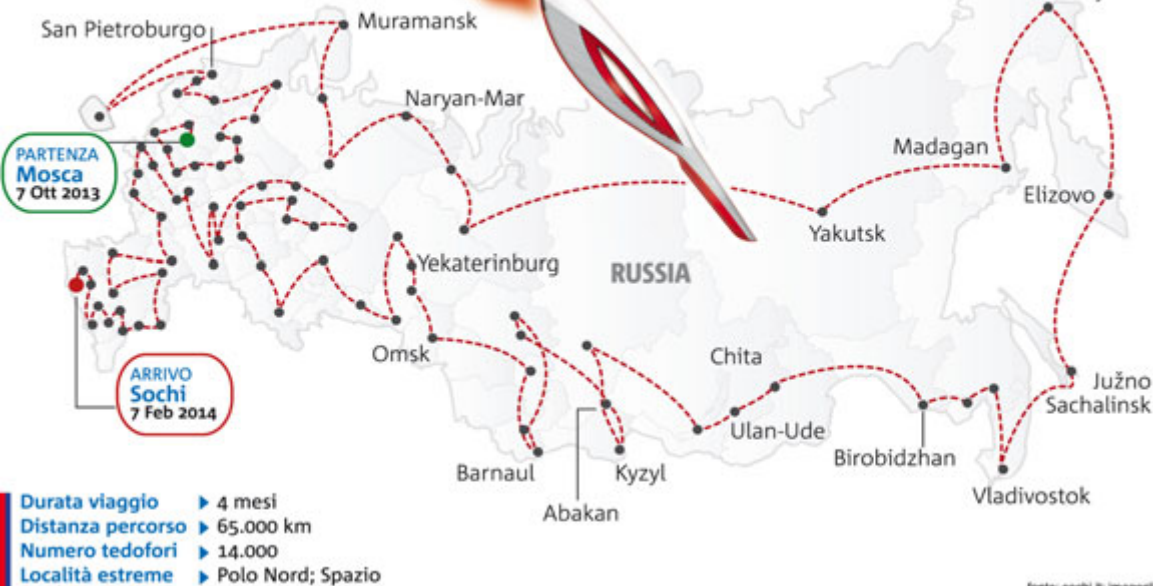 Muramansk
San Pietroburgo
Naryan-Mar
PARTENZA
Mosca
7 Ott 2013
Madagan
Elizovo
Yakutsk
Yekaterinburg
RUSSIA
Omsk
Chita
ARRIVO
Sochi
7 Feb 2014
Južno
Sachalinsk
Ulan-Ude
Birobidzhan
Barnaul
Kyzyl
Vladivostok
Abakan
Durata viaggio 4 mesi
Distanza percorso 65.000 km
Numero tedofori 14.000
Località estreme Polo Nord; Spazio